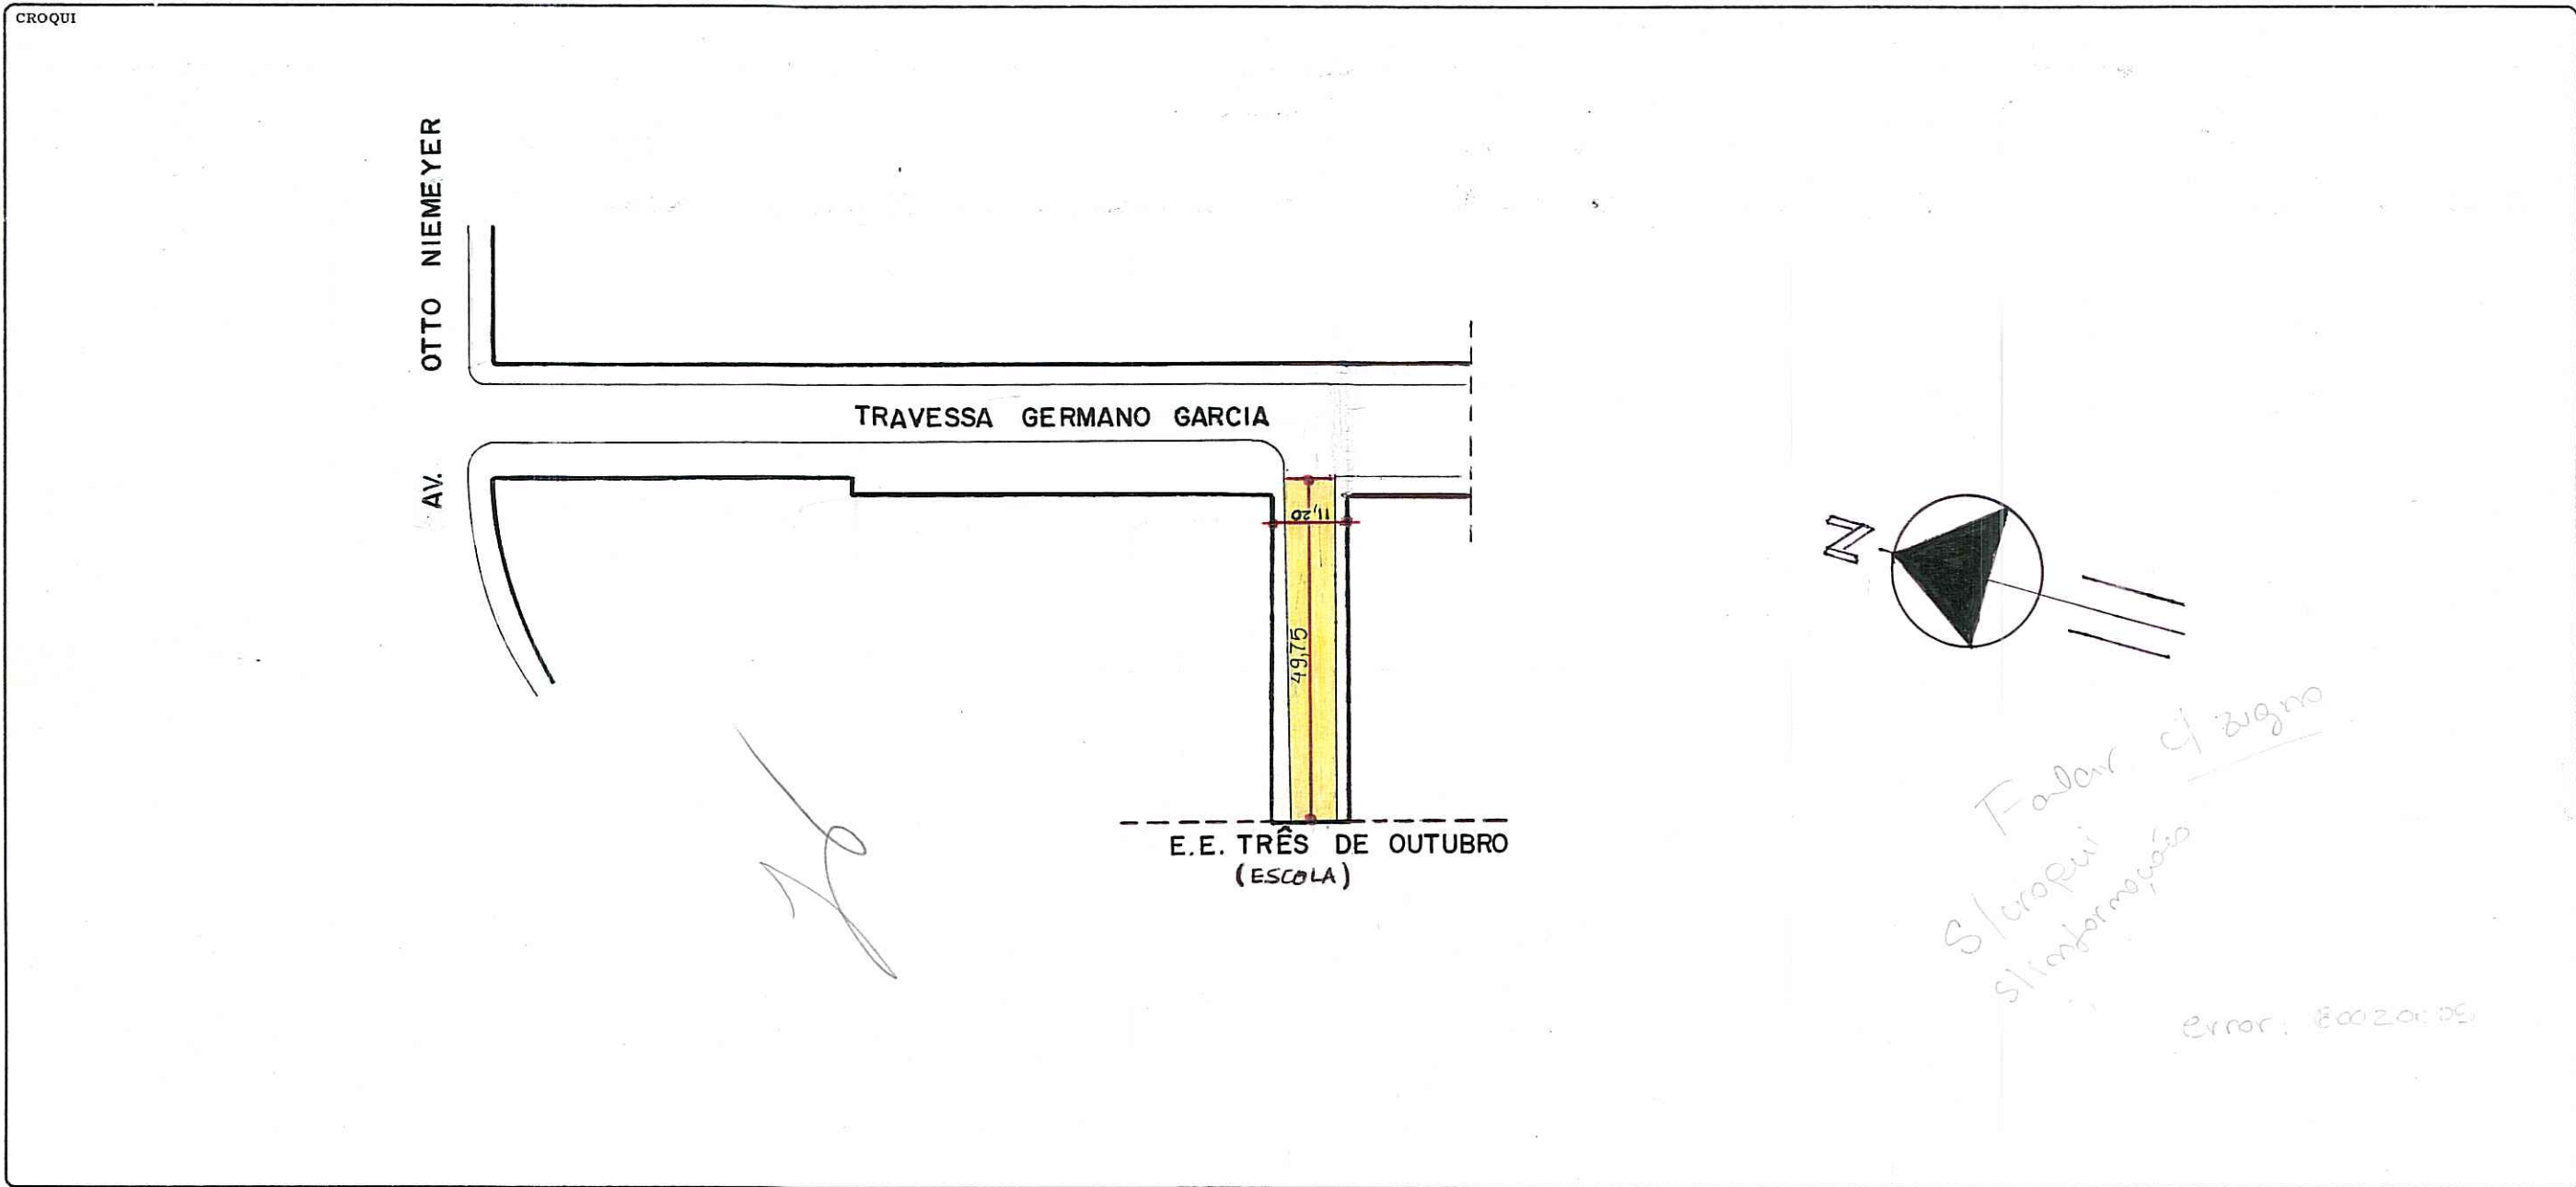 CROQUI
AV. OTTO NIEMEYER
TRAVESSA GERMANO GARCIA
11,20
49,75
E.E. TRÊS DE OUTUBRO
(ESCOLA)
N
Falar c/
S/croqui
s/informação
error: